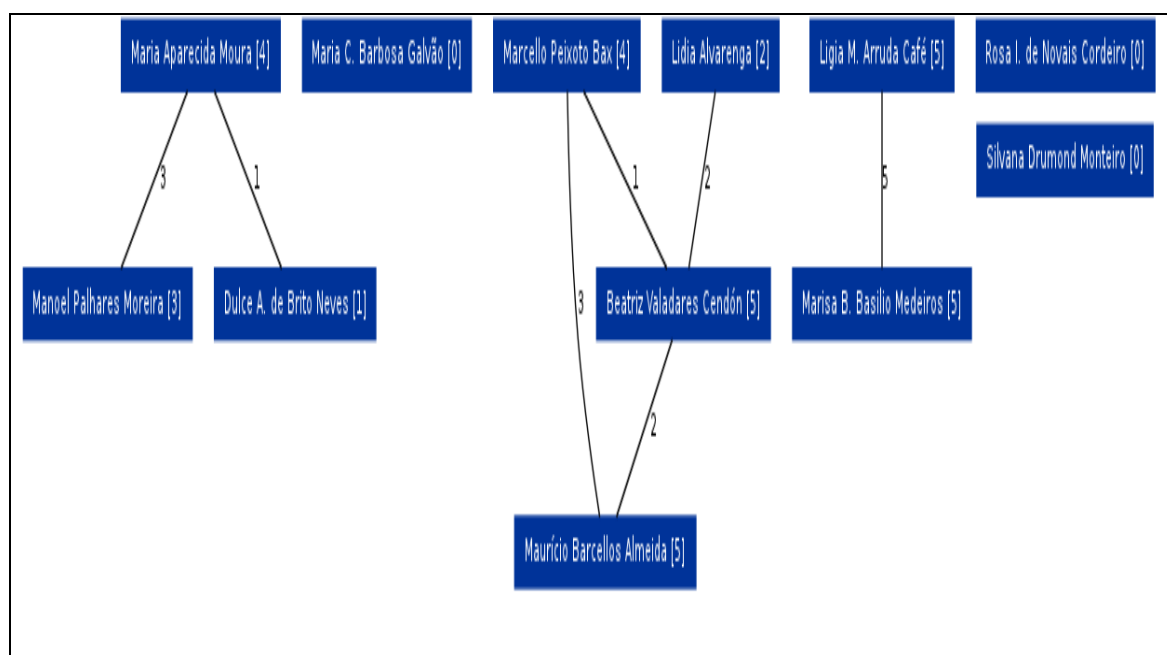 Maria Aparecida Moura [4]
Maria C. Barbosa Galvão [0]
Marcello Peixoto Bax [4]
Lidia Alvarenga [2]
Ligia M. Arruda Café [5]
Rosa I. de Novais Cordeiro [0]
Silvana Drumond Monteiro [0]
3
1
1
2
5
Manoel Palhares Moreira [3]
Dulce A. de Brito Neves [1]
3
Beatriz Valadares Cendón [5]
Marisa B. Basilio Medeiros [5]
2
Maurício Barcellos Almeida [5]